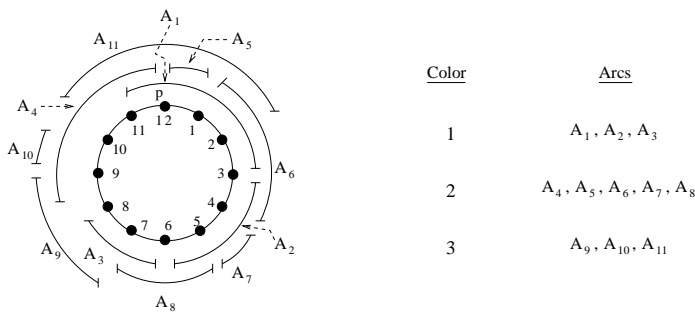 A1
A11
A5
A4
p
12
11
1
10
2
A10
9
3
A6
8
4
7
6
5
A9
A3
A2
A7
A8
Color Arcs
1 A1 , A2 , A3
2 A4, A5, A6, A7, A8
3 A9, A10, A11